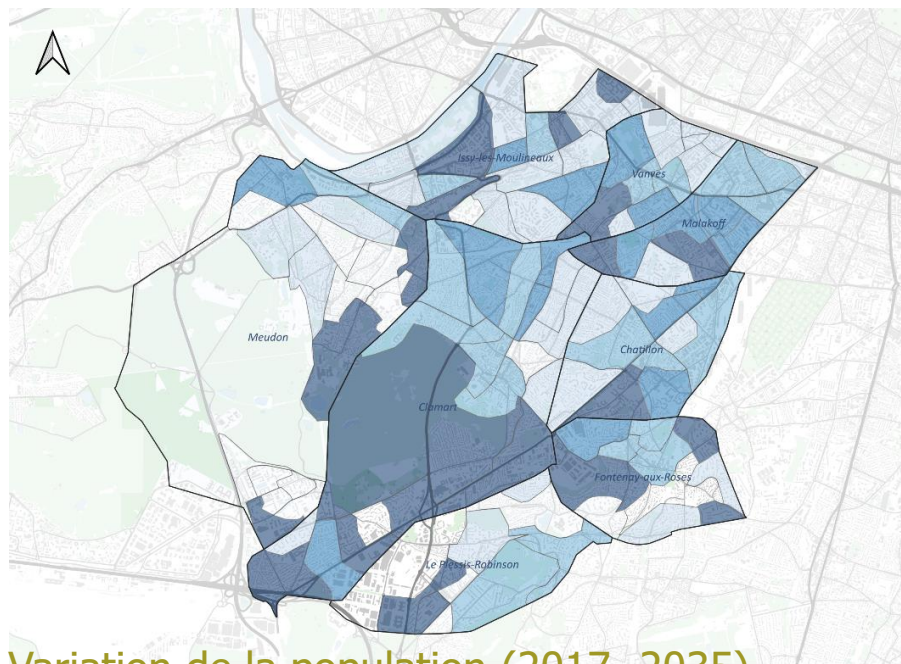 Issy-les-Moulineaux
Vanves
Malakoff
Meudon
Chatillon
Clamart
Fontenay-aux-Roses
Le Plessis-Robinson
Variation de la population (2017- 2035)